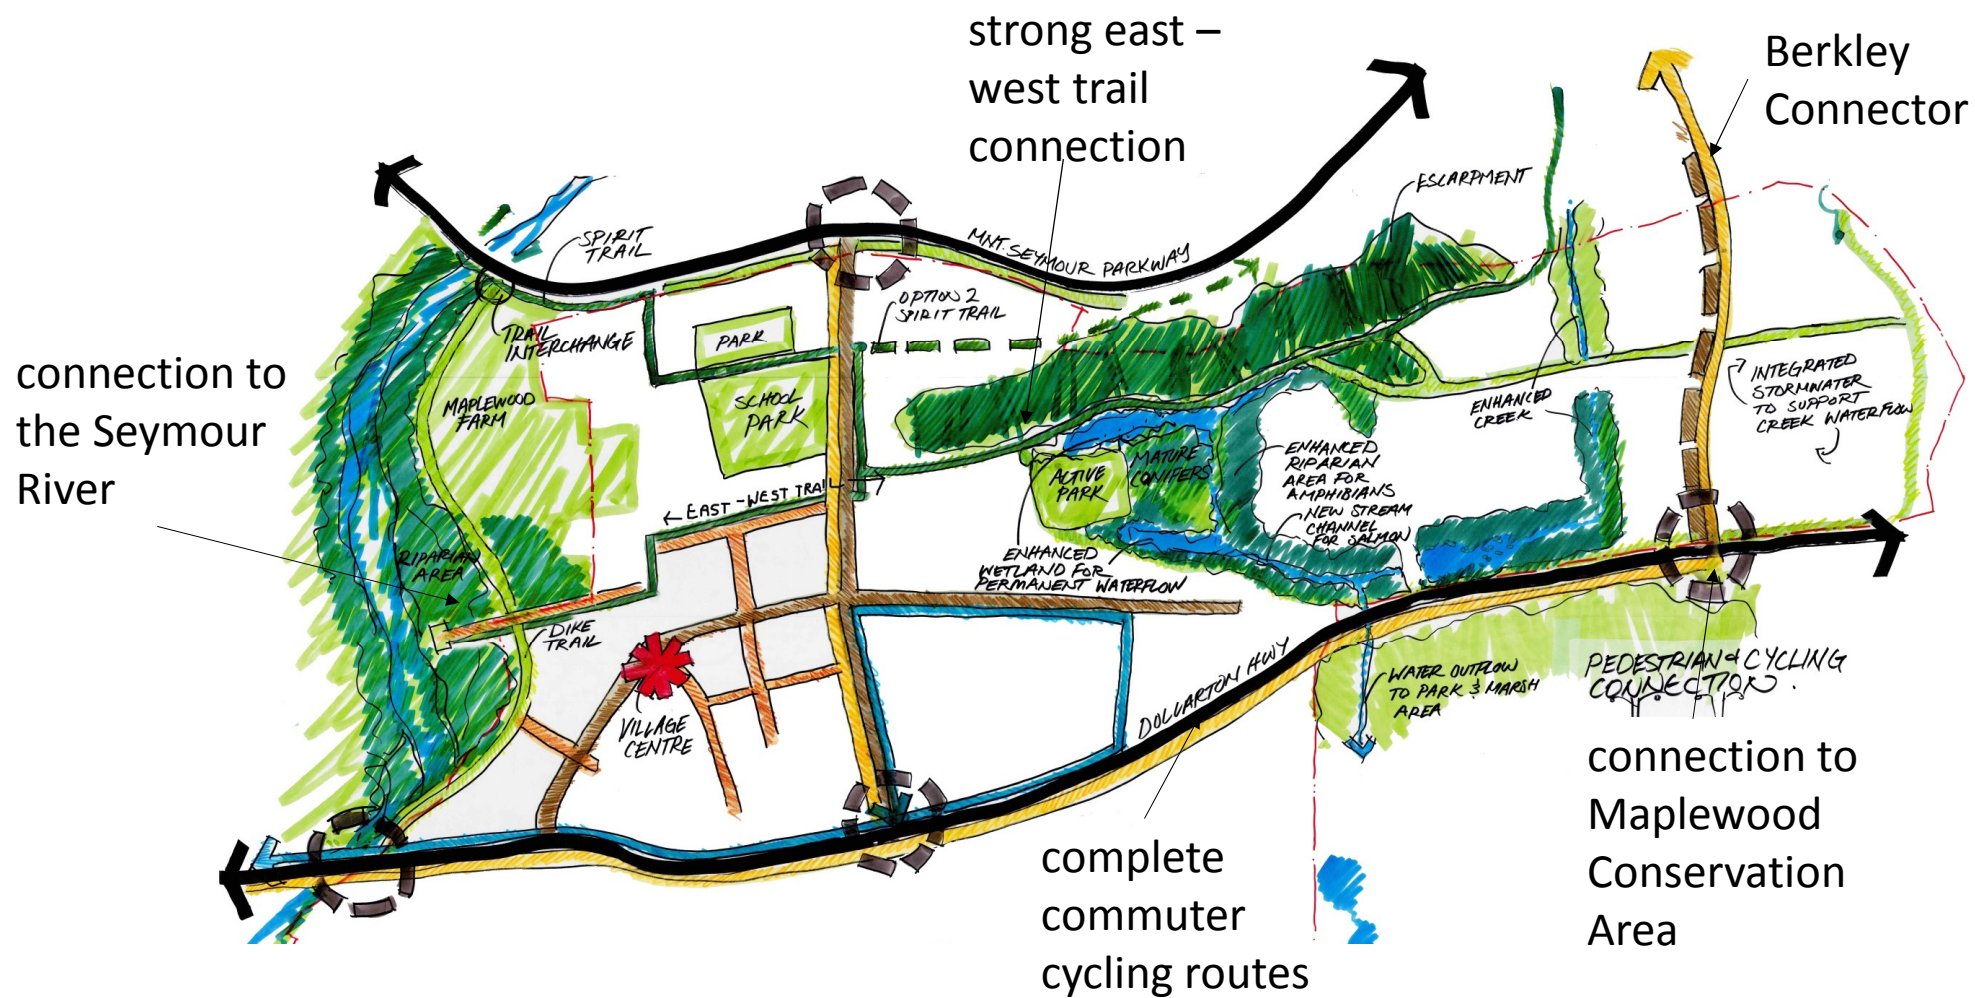 strong east –
west trail
connection
Berkley
Connector
ESCARPMENT
SPIRIT
TRAIL
MNT. SEYMOUR PARKWAY
OPTION 2
SPIRIT TRAIL
TRAIL
INTERCHANGE
PARK
connection to
the Seymour
River
MAPLEWOOD
FARM
SCHOOL
PARK
INTEGRATED
STORMWATER
TO SUPPORT
CREEK WATERFLOW
ENHANCED
CREEK
ACTIVE
PARK
MATURE
CONIFERS
ENHANCED
RIPARIAN
AREA FOR
AMPHIBIANS
NEW STREAM
CHANNEL
FOR SALMON
← EAST-WEST TRAIL →
ENHANCED
WETLAND FOR
PERMANENT WATERFLOW
RIPARIAN
AREA
DIKE
TRAIL
VILLAGE
CENTRE
DOLLARTON HWY
WATER OUTFLOW
TO PARK & MARSH
AREA
PEDESTRIAN & CYCLING
CONNECTION.
connection to
Maplewood
Conservation
Area
complete
commuter
cycling routes